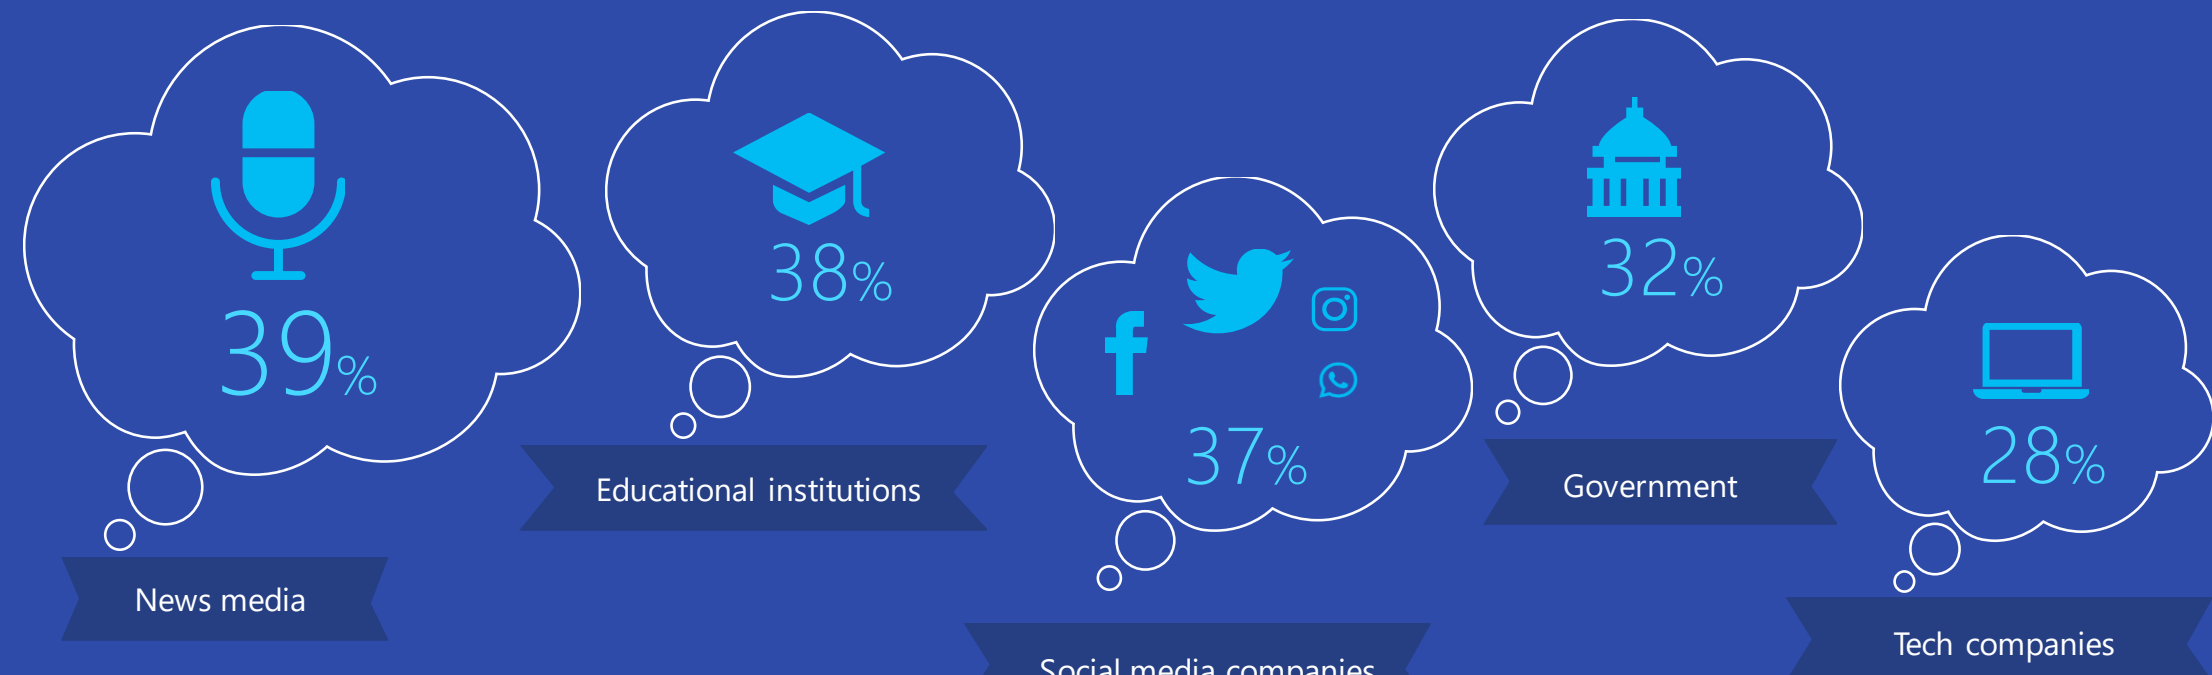 39%
News media
38%
Educational institutions
37%
Social media companies
32%
Government
28%
Tech companies